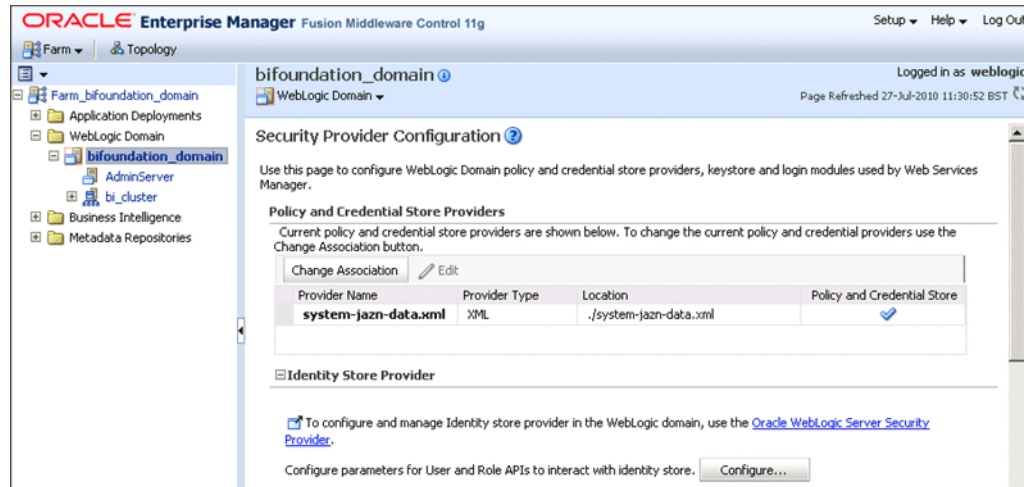 ORACLE Enterprise Manager Fusion Middleware Control 11g
Setup Help Log Out
Farm Topology
bifoundation_domain
Logged in as weblogic
WebLogic Domain
Page Refreshed 27-Jul-2010 11:30:52 BST
Farm_bifoundation_domain
Application Deployments
WebLogic Domain
bifoundation_domain
AdminServer
bi_cluster
Business Intelligence
Metadata Repositories
Security Provider Configuration
Use this page to configure WebLogic Domain policy and credential store providers, keystore and login modules used by Web Services
Manager.
Policy and Credential Store Providers
Current policy and credential store providers are shown below. To change the current policy and credential providers use the
Change Association button.
Change Association Edit
Provider Name Provider Type Location Policy and Credential Store
system-jazn-data.xml XML ./system-jazn-data.xml
Identity Store Provider
To configure and manage Identity store provider in the WebLogic domain, use the Oracle WebLogic Server Security
Provider.
Configure parameters for User and Role APIs to interact with identity store. Configure...